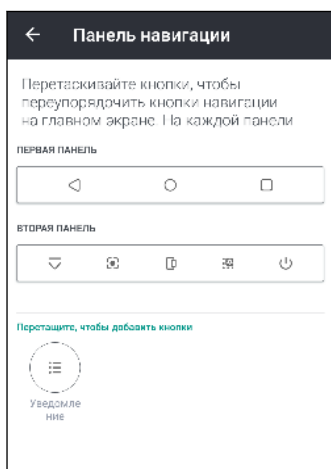 Панель навигации
Перетаскивайте кнопки, чтобы
переупорядочить кнопки навигации
на главном экране. На каждой панели
ПЕРВАЯ ПАНЕЛЬ
ВТОРАЯ ПАНЕЛЬ
Перетащите, чтобы добавить кнопки
Уведомле
ние